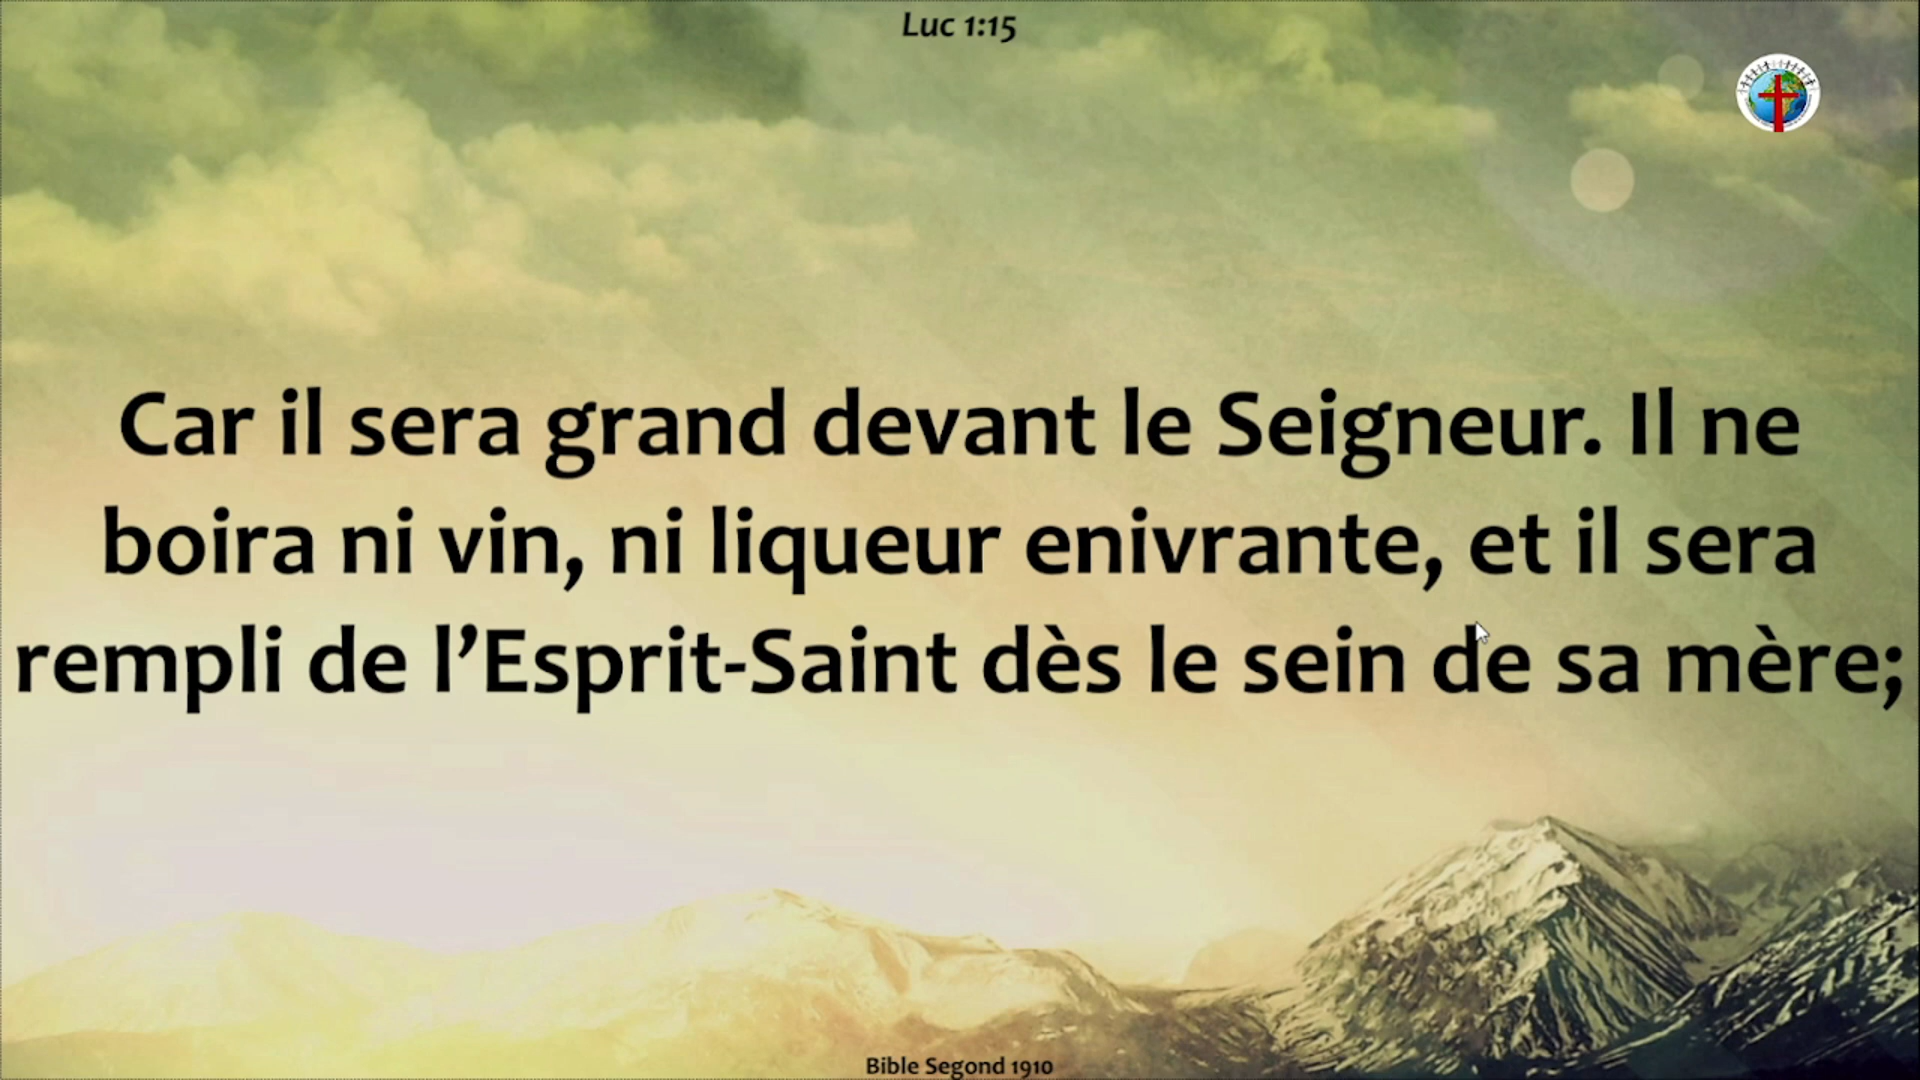 Luc 1:15
Car il sera grand devant le Seigneur. Il ne
boira ni vin, ni liqueur enivrante, et il sera
rempli de l’Esprit-Saint dès le sein de sa mère;
Bible Segond 1910